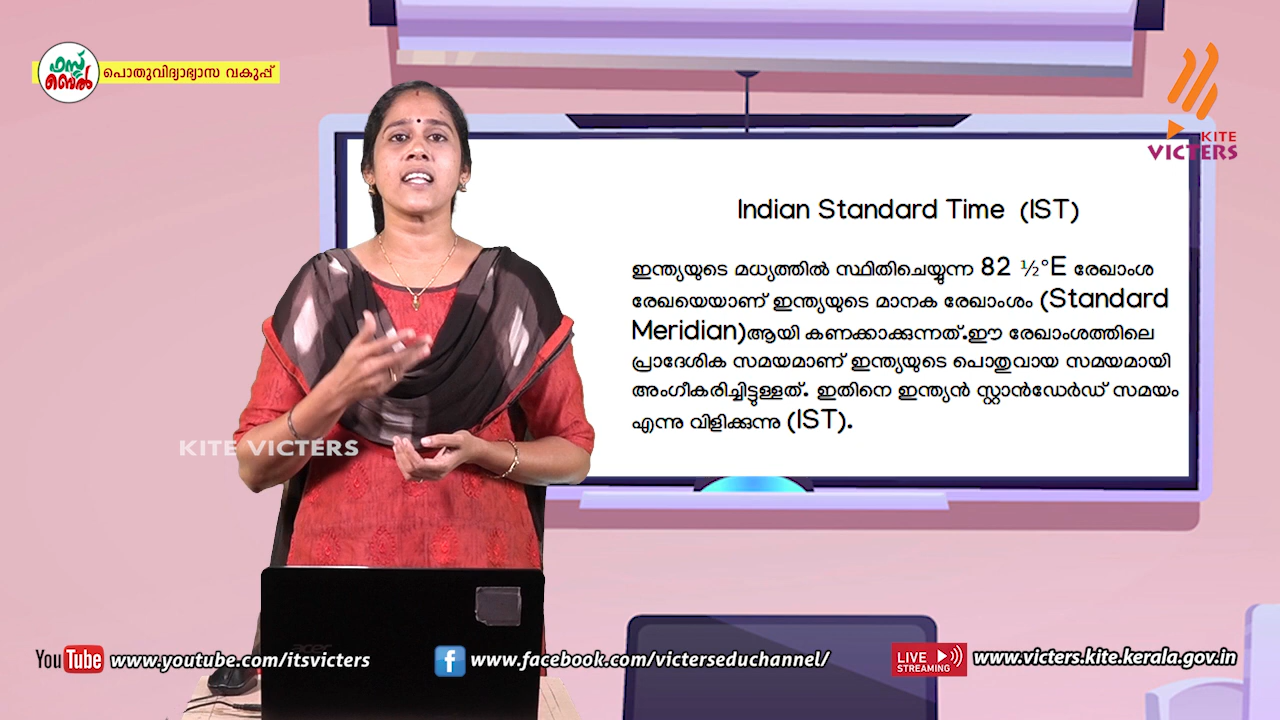 ഫസ്റ്റ്
ബെൽ
പൊതുവിദ്യാഭ്യാസ വകുപ്പ്
KITE
VICTERS
Indian Standard Time (IST)
ഇന്ത്യയുടെ മധ്യത്തിൽ സ്ഥിതിചെയ്യുന്ന 82 ½°E രേഖാംശ
രേഖയെയാണ് ഇന്ത്യയുടെ മാനക രേഖാംശം (Standard
Meridian)ആയി കണക്കാക്കുന്നത്.ഈ രേഖാംശത്തിലെ
പ്രാദേശിക സമയമാണ് ഇന്ത്യയുടെ പൊതുവായ സമയമായി
അംഗീകരിച്ചിട്ടുള്ളത്. ഇതിനെ ഇന്ത്യൻ സ്റ്റാൻഡേർഡ് സമയം
എന്നു വിളിക്കുന്നു (IST).
KITE VICTERS
acer
YouTube www.youtube.com/itsvicters
f www.facebook.com/victerseduchannel/
LIVE
STREAMING
www.victers.kite.kerala.gov.in